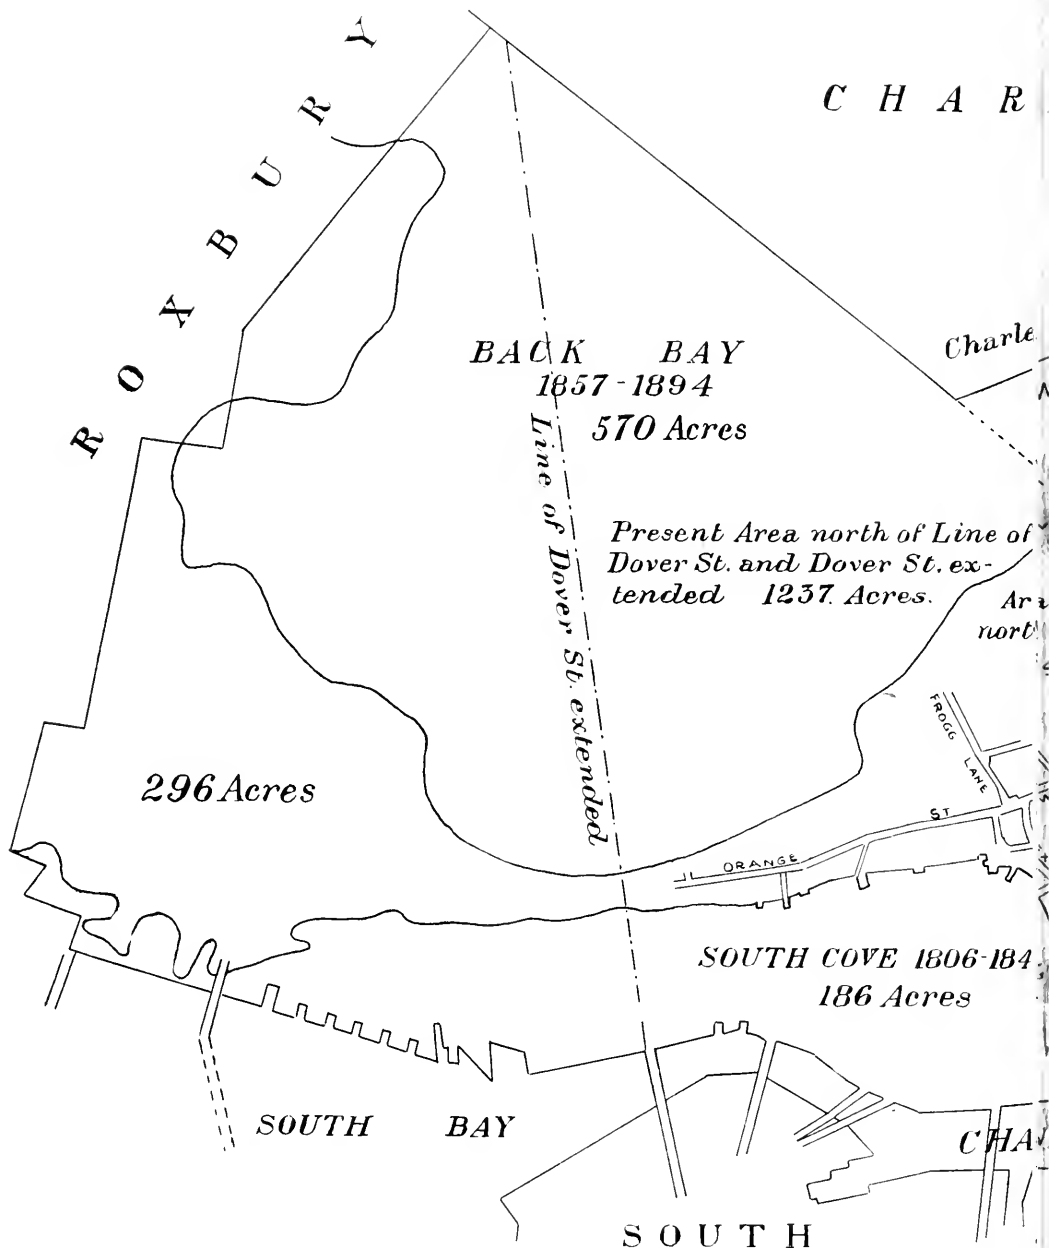 ROXBURY
CHAR
Charle
BACK BAY
1857-1894
570 Acres
Line of Dover St. extended
Present Area north of Line of
Dover St. and Dover St. ex-
tended 1237. Acres.
nort
FROGG LANE
296 Acres
ORANGE ST
SOUTH COVE 1806-184
186 Acres
SOUTH BAY
CHA
SOUTH